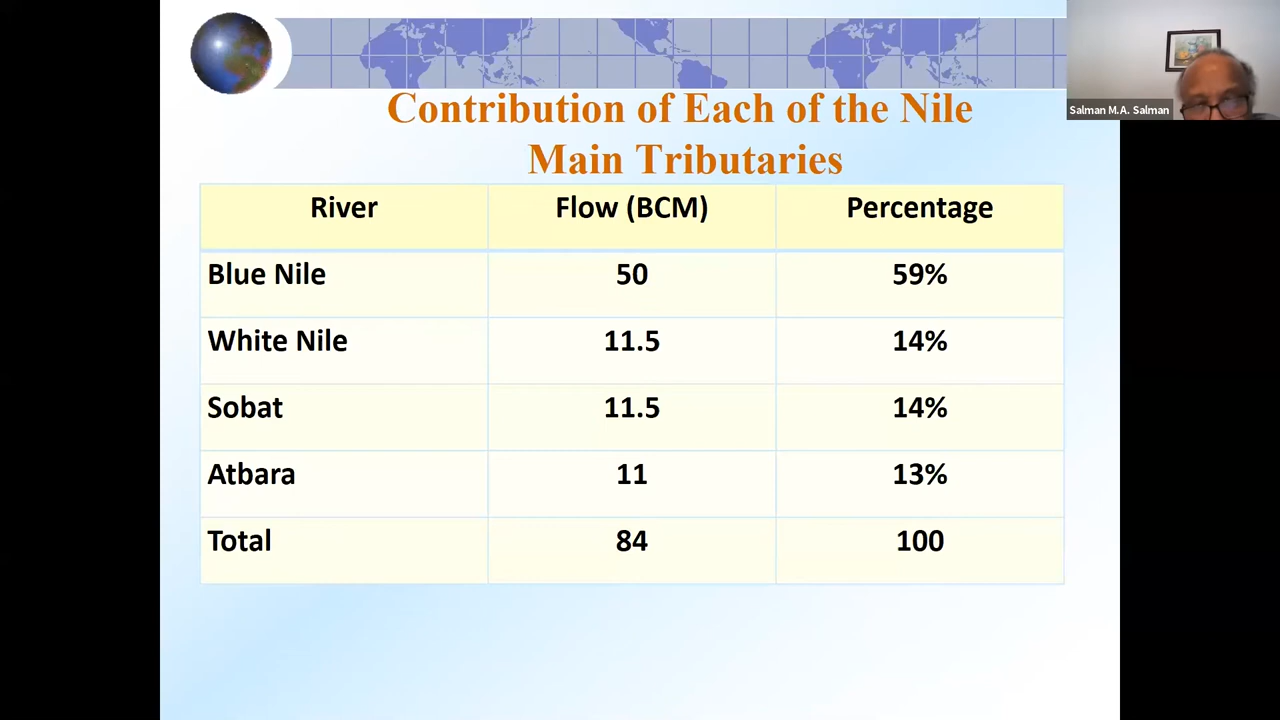 Contribution of Each of the Nile
Main Tributaries
Salman M.A. Salman
River Flow (BCM) Percentage
Blue Nile 50 59%
White Nile 11.5 14%
Sobat 11.5 14%
Atbara 11 13%
Total 84 100